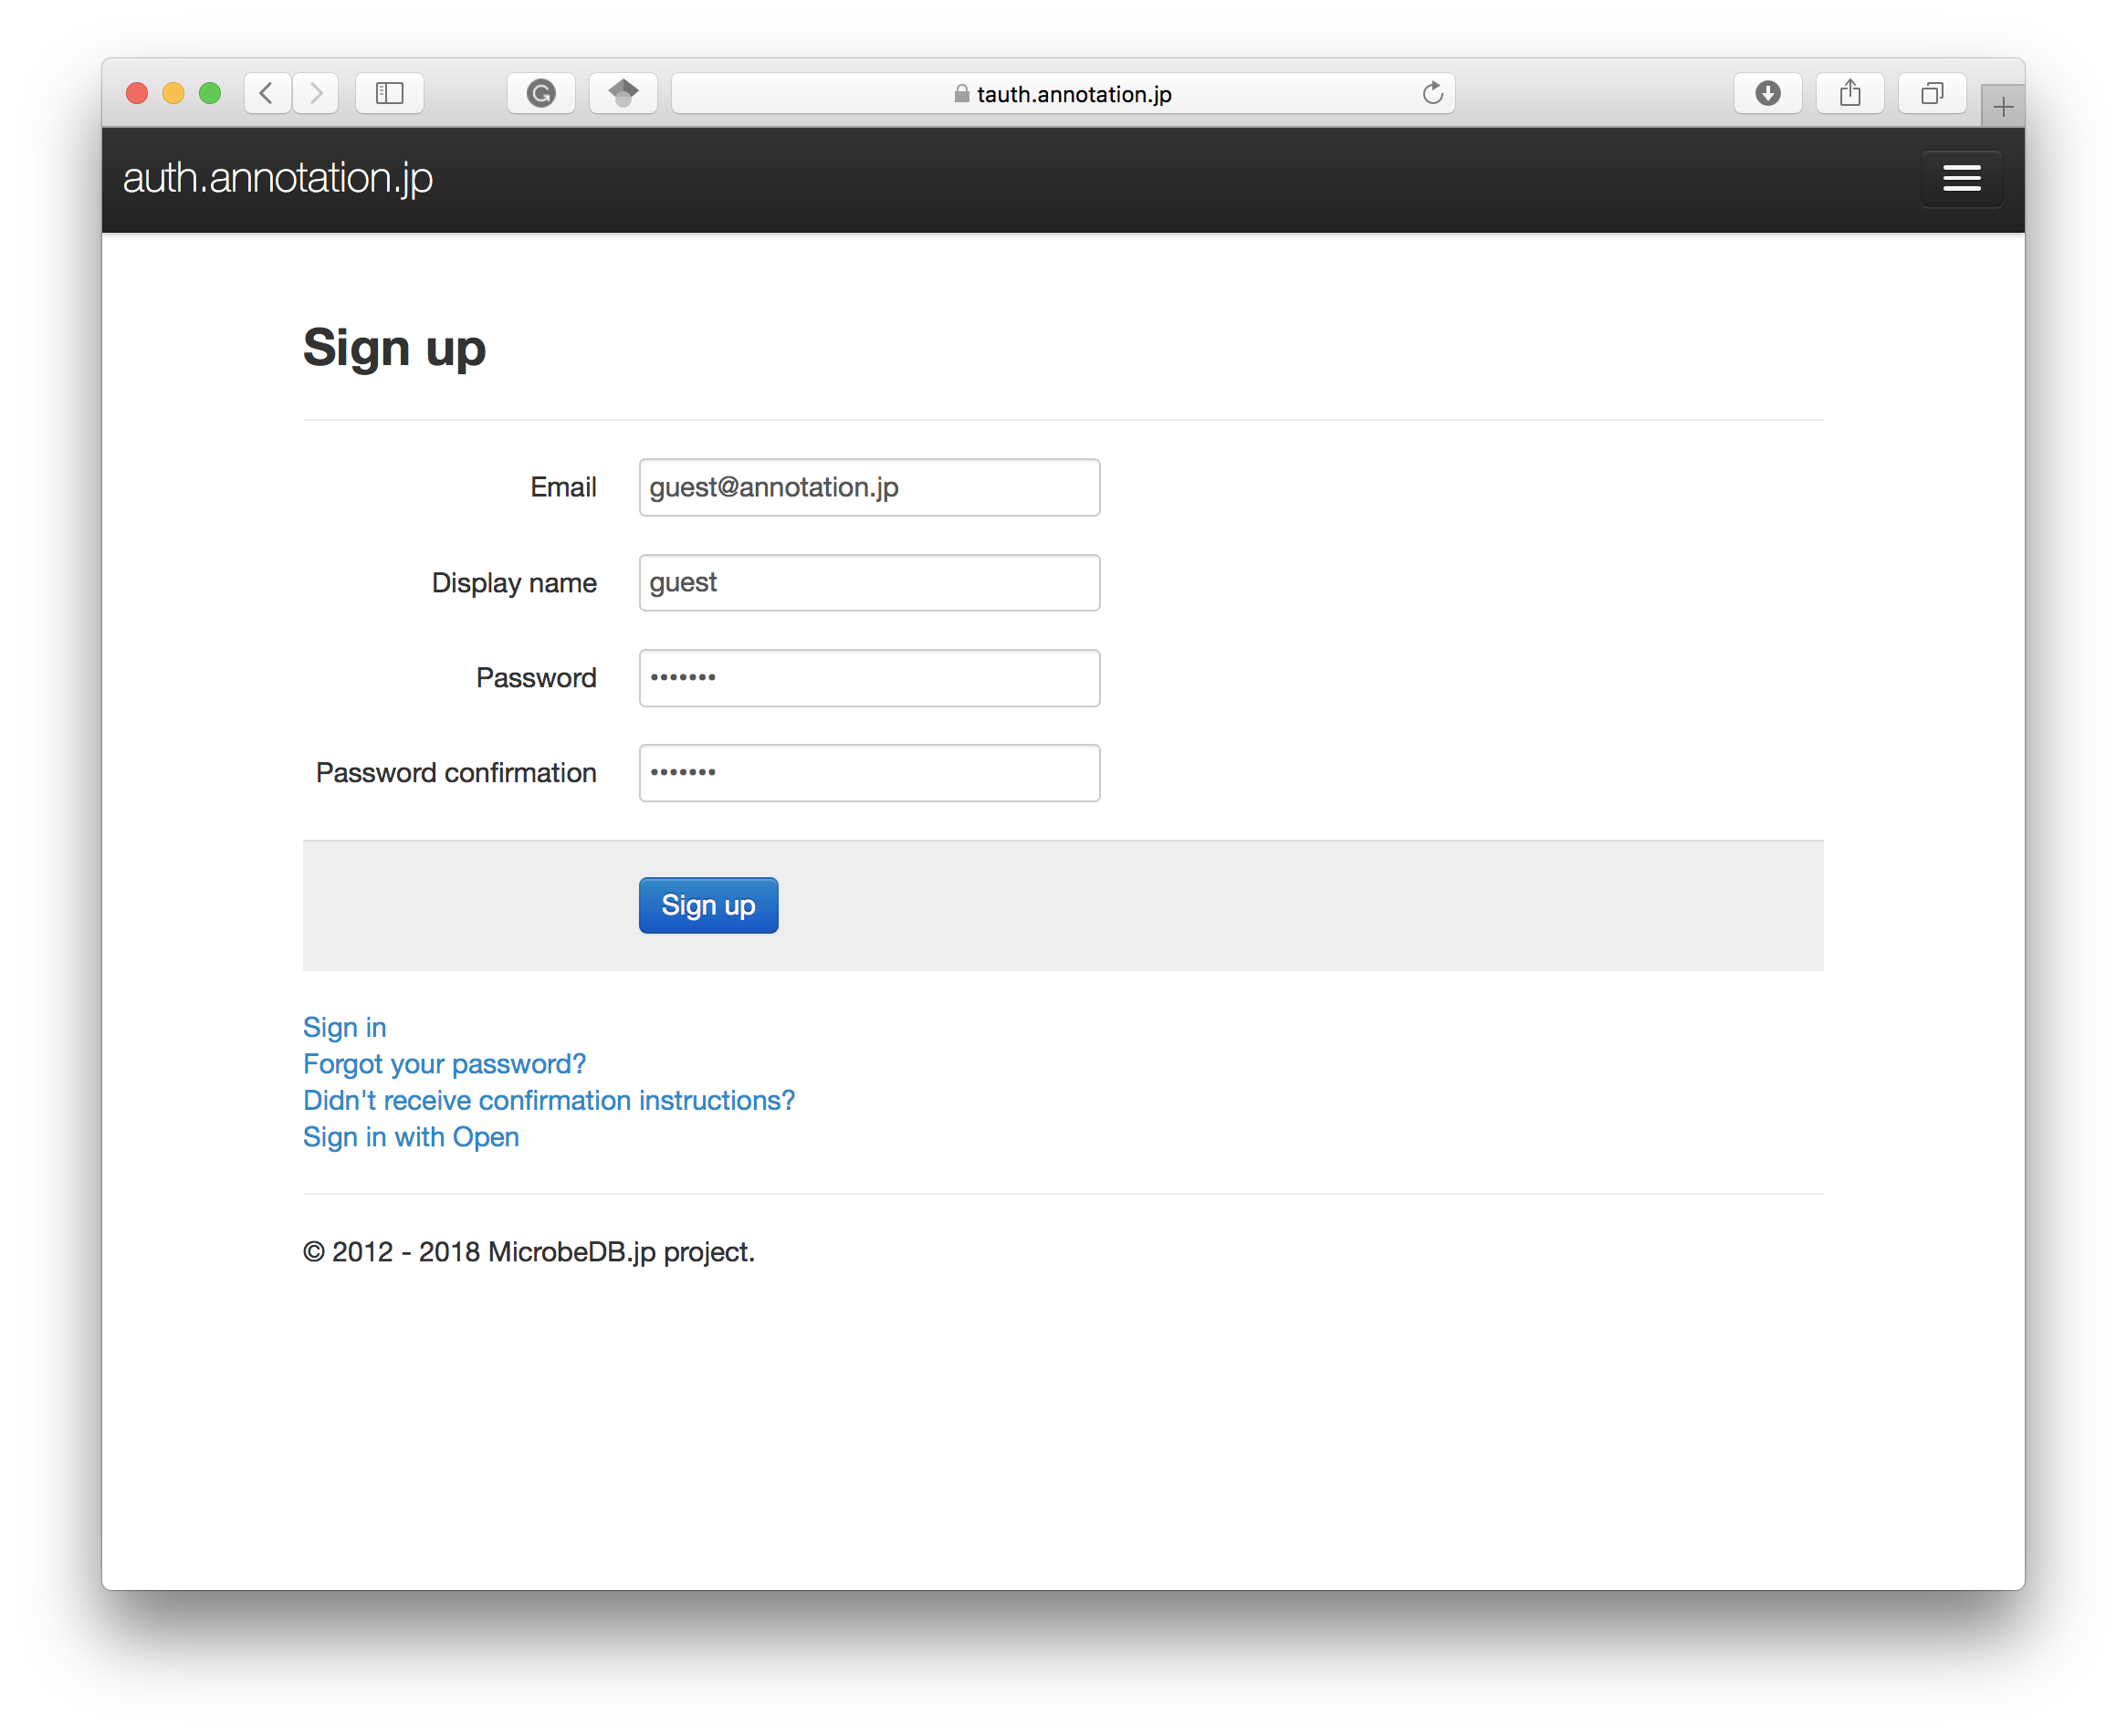 tauth.annotation.jp
auth.annotation.jp
Sign up
Email guest@annotation.jp
Display name guest
Password •••••••
Password confirmation •••••••
Sign up
Sign in
Forgot your password?
Didn't receive confirmation instructions?
Sign in with Open
© 2012 - 2018 MicrobeDB.jp project.